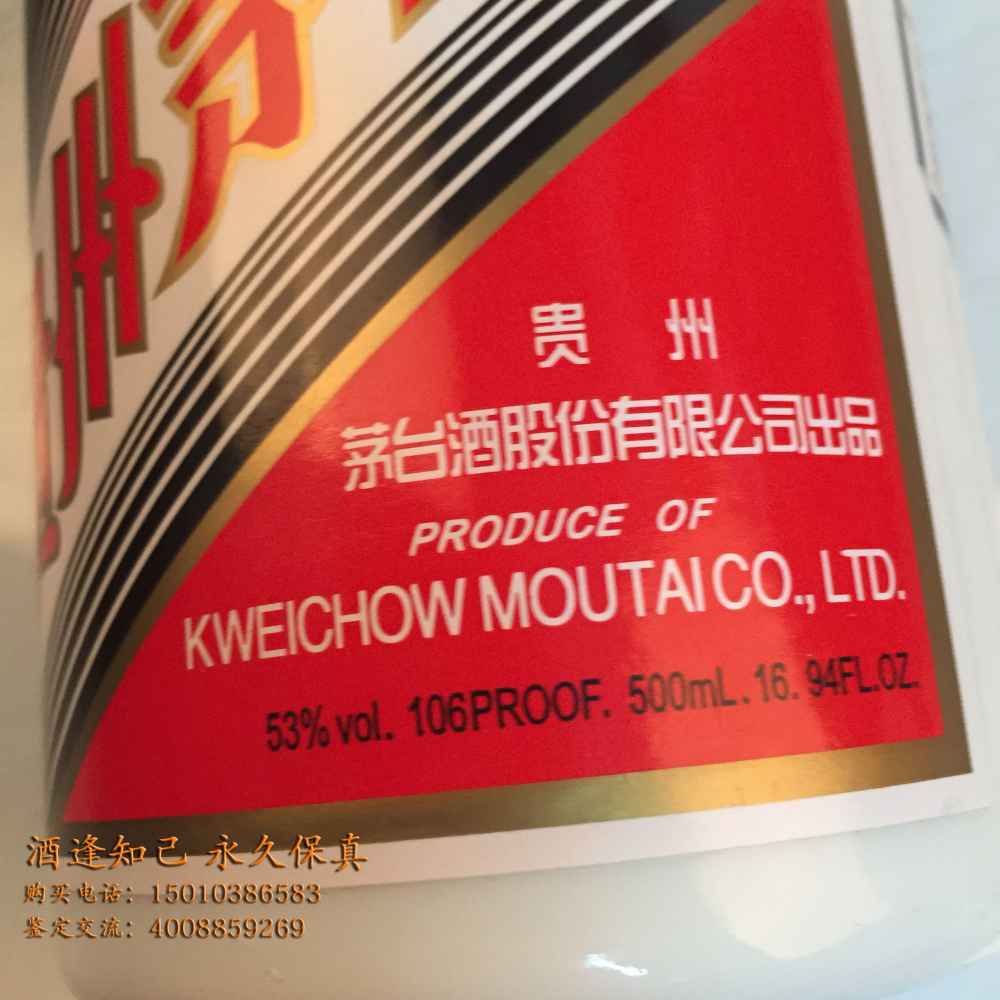 州茅
贵 州
茅台酒股份有限公司出品
PRODUCE OF
KWEICHOW MOUTAI CO., LTD.
53% vol. 106PROOF. 500mL. 16. 94FL.OZ.
酒逢知己 永久保真
购买电话：15010386583
鉴定交流：4008859269